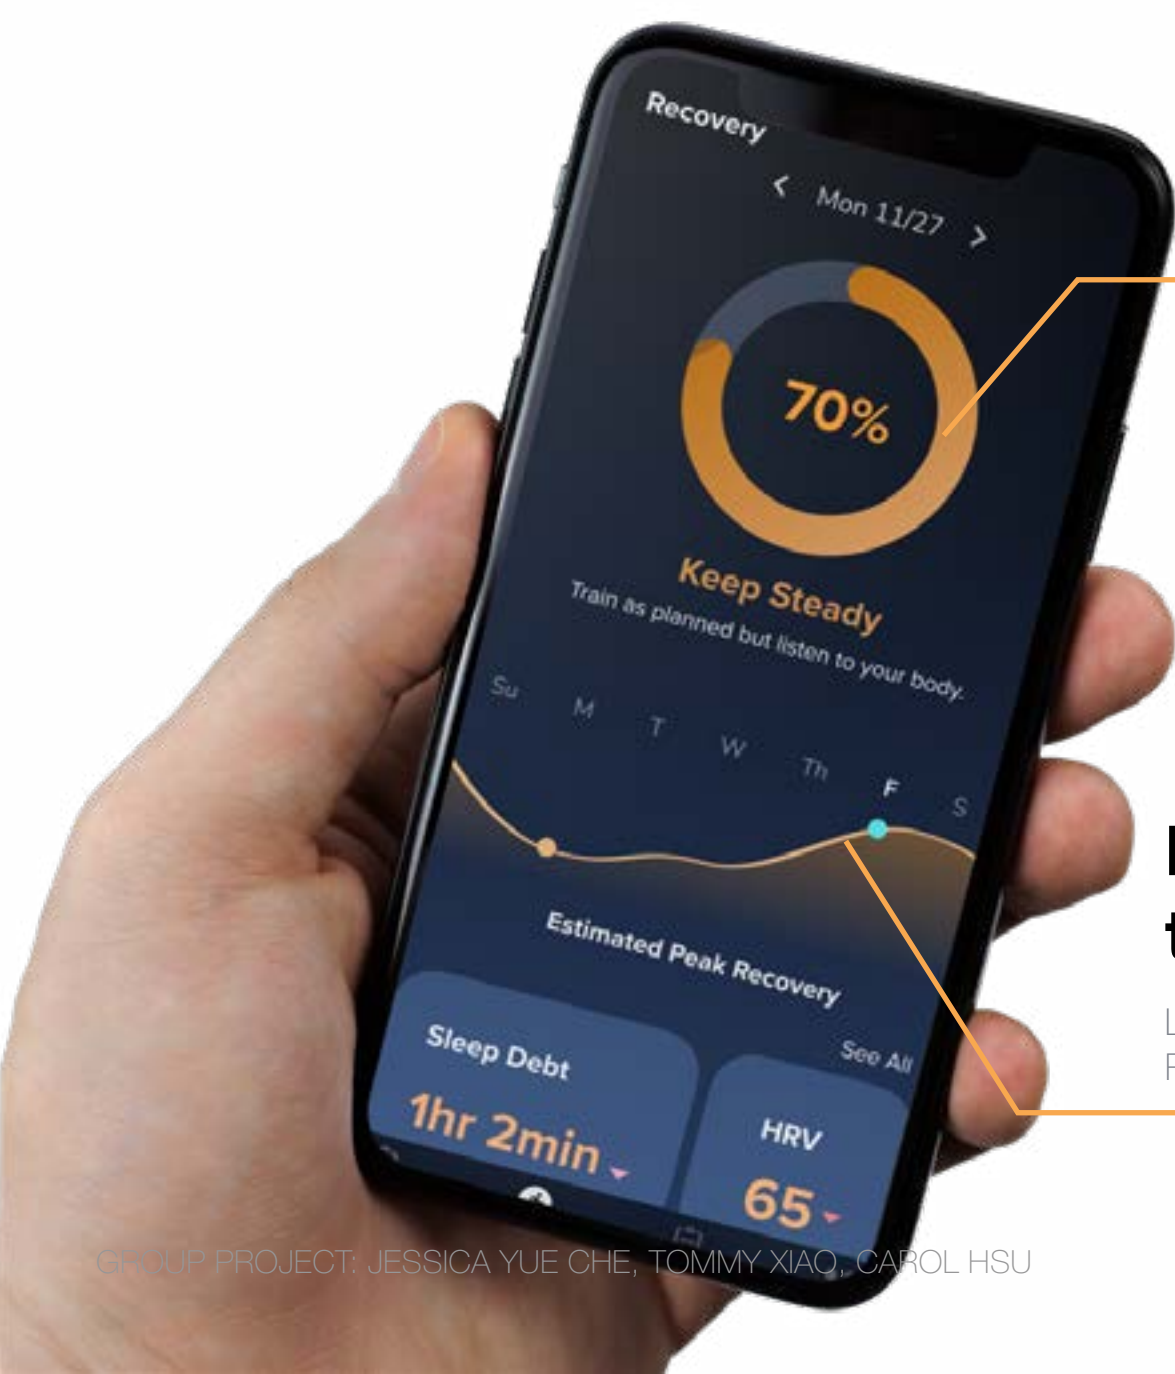 Recovery
< Mon 11/27 >
70%
Keep Steady
Train as planned but listen to your body.
Su M T W Th F S
Estimated Peak Recovery
See All
Sleep Debt
1hr 2min
HRV
65
GROUP PROJECT: JESSICA YUE CHE, TOMMY XIAO, CAROL HSU